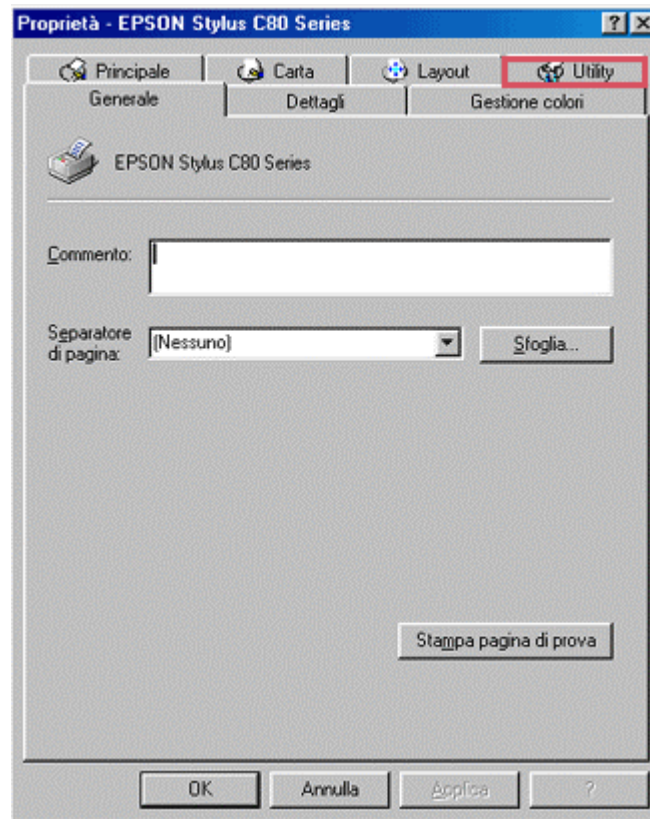 Proprietà - EPSON Stylus C80 Series
Principale Carta Layout Utility
Generale Dettagli Gestione colori
EPSON Stylus C80 Series
Commento:
Separatore
di pagina:
(Nessuno)
Sfoglia...
Stampa pagina di prova
OK Annulla Applica ?